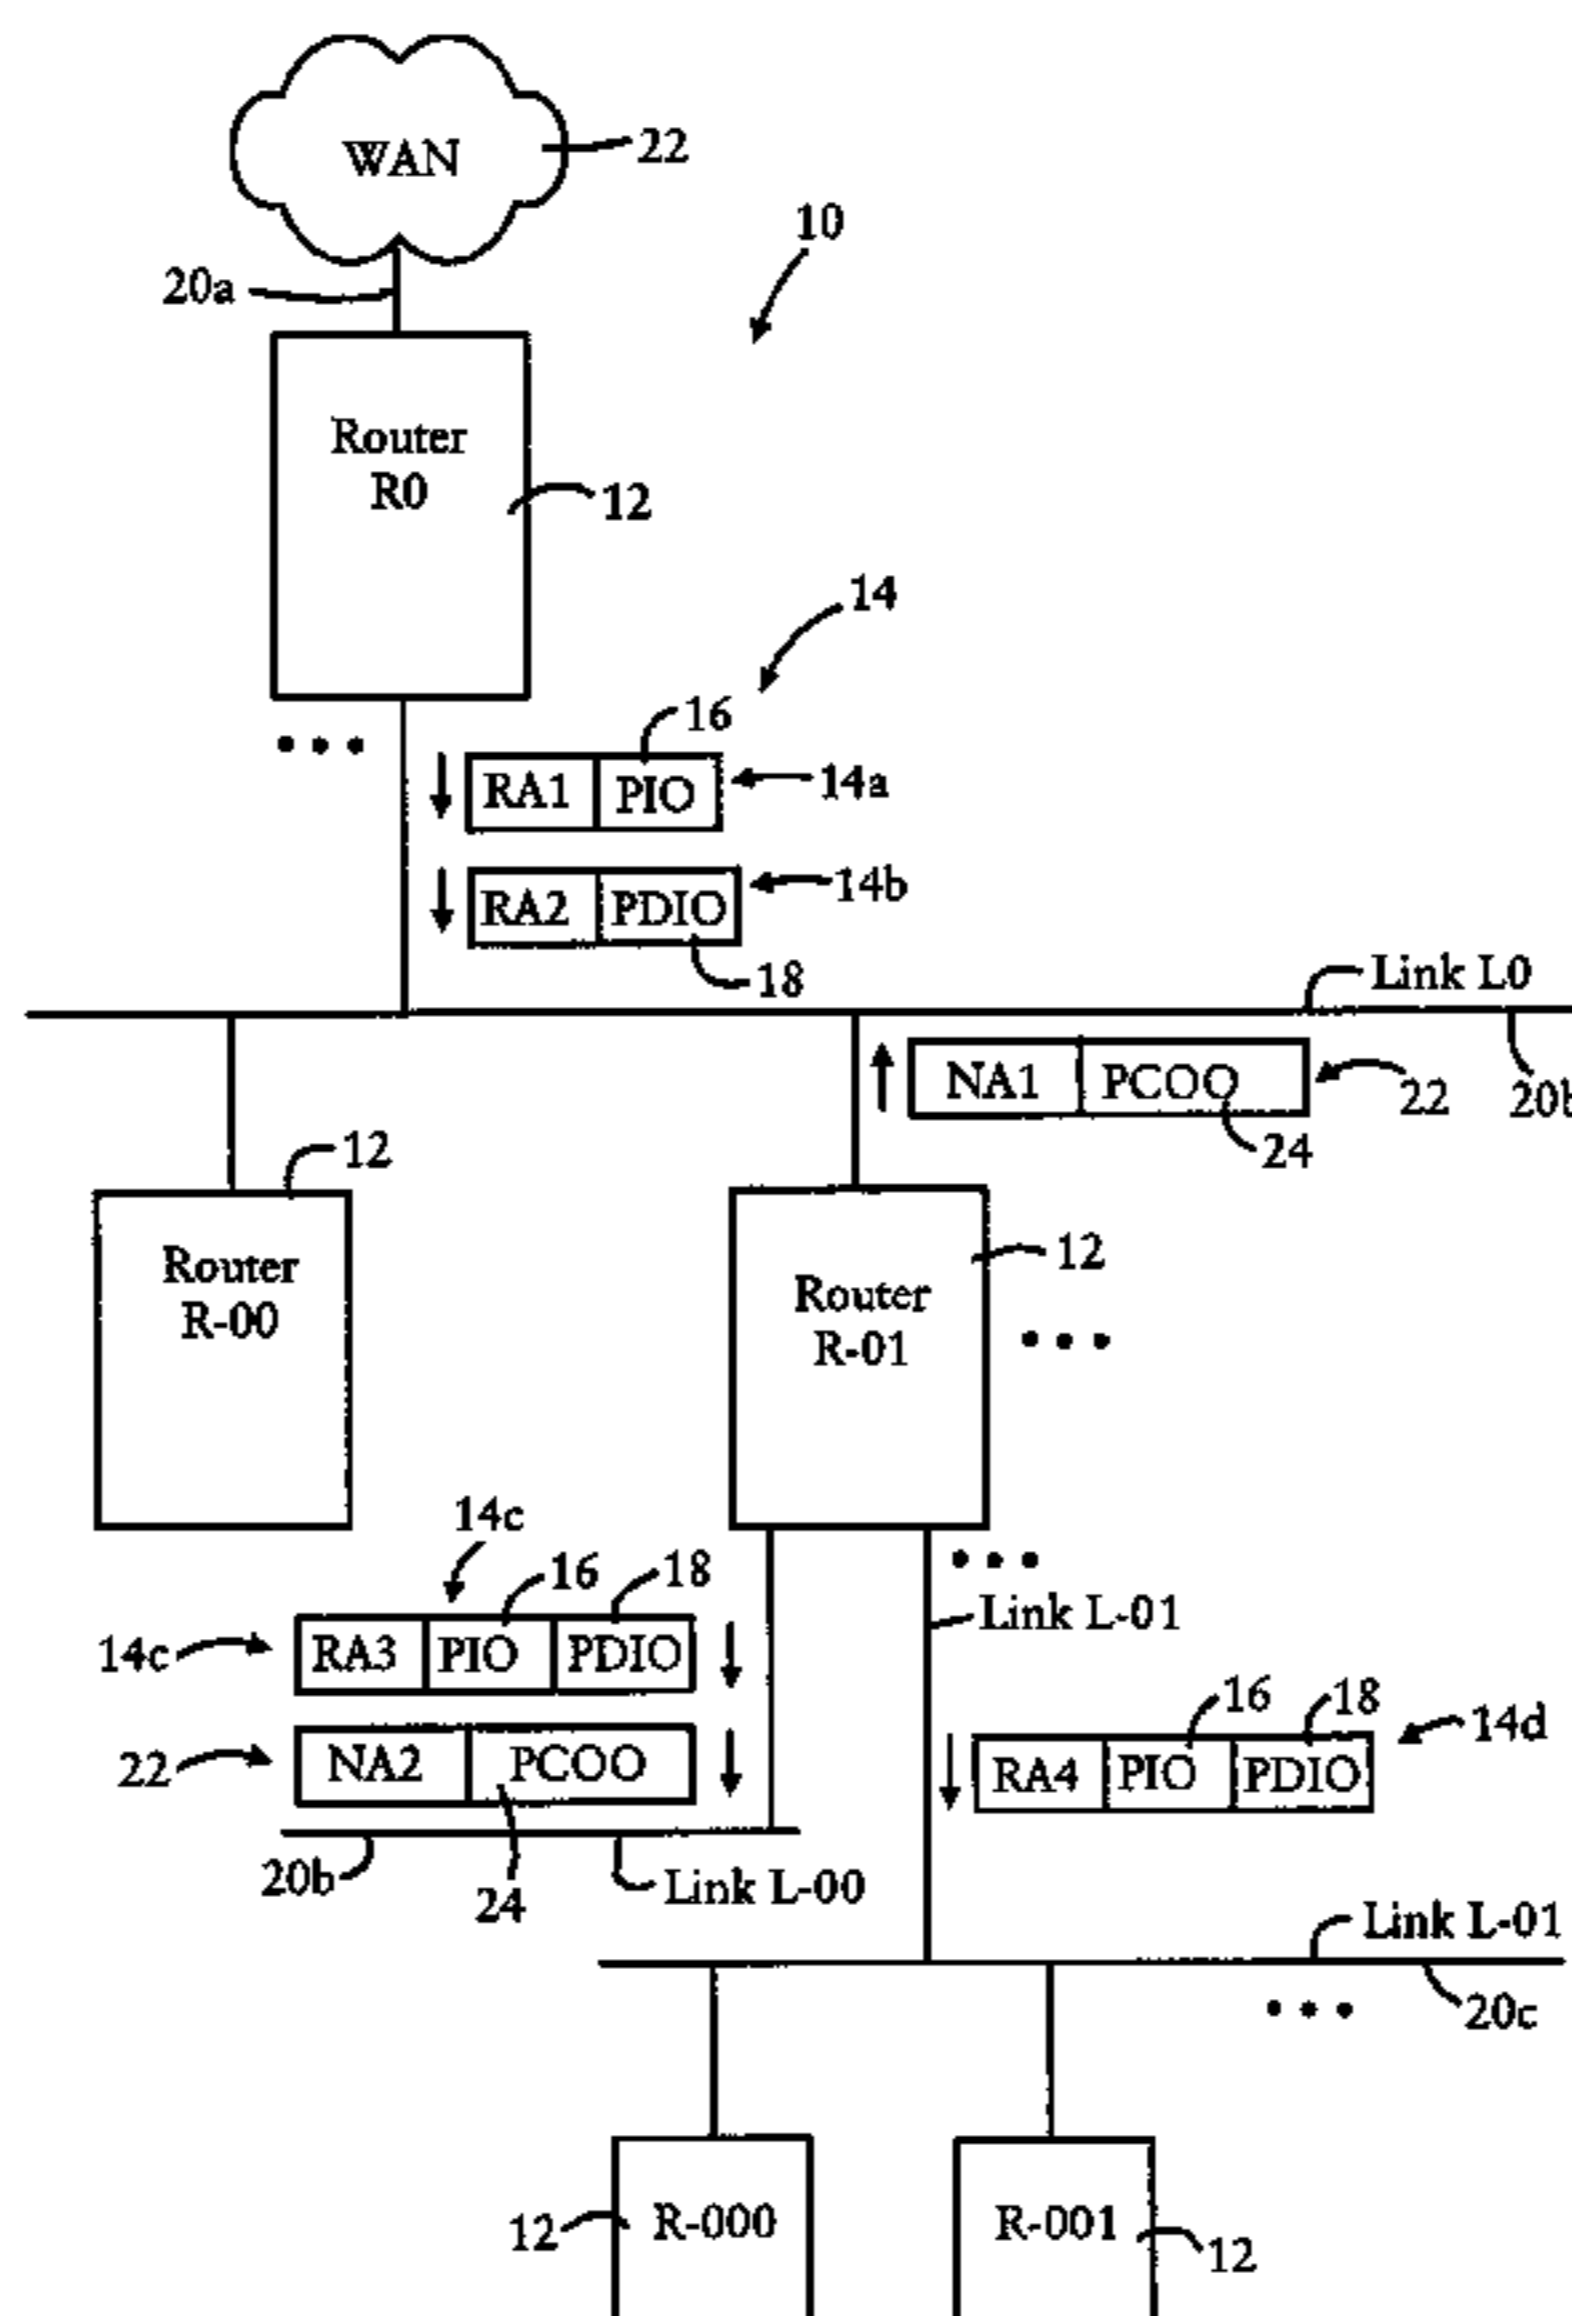 WAN
22
10
20a
Router
R0
12
14
16
RA1 PIO
14a
RA2 PDIO
14b
18
Link L0
NA1 PCOO
22
20b
24
12
Router
R-00
12
Router
R-01
14c
16
18
Link L-01
14c
RA3 PIO PDIO
16
18
14d
22
NA2 PCOO
RA4 PIO PDIO
20b
24
Link L-00
Link L-01
20c
12
R-000
R-001
12